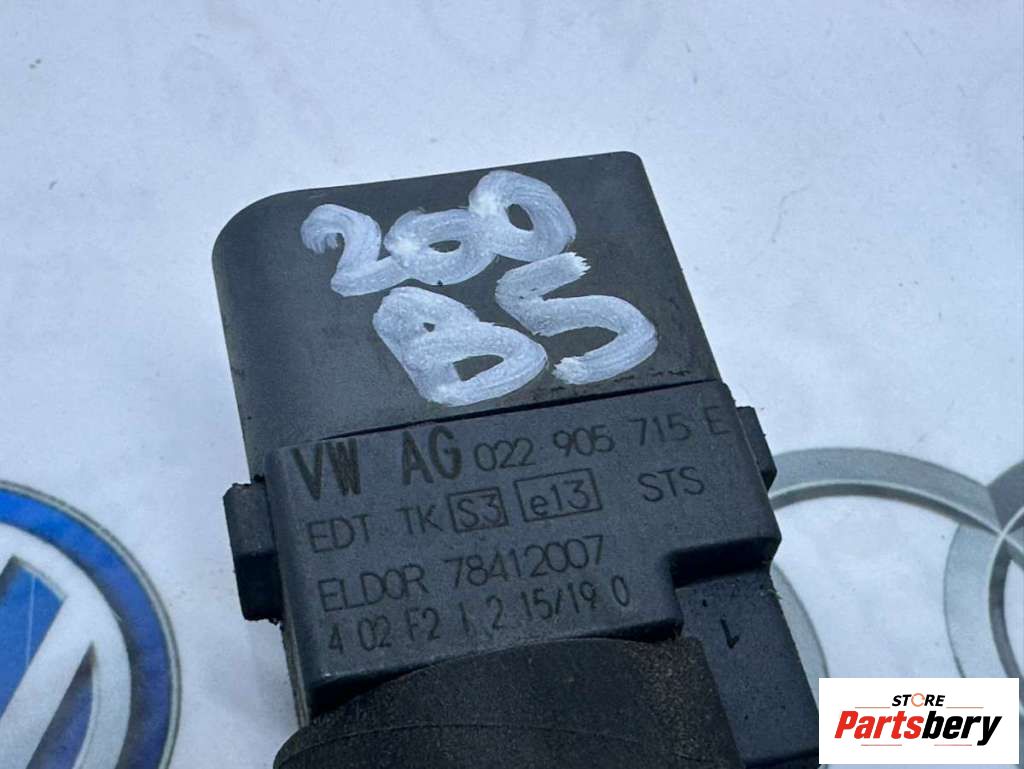 200
B5
VW AG 022 905 715 E
EDT TK S3 e13 STS
ELDOR 78412007
4 02 F2 1 2 15/19 0
1
STORE
Partsbery